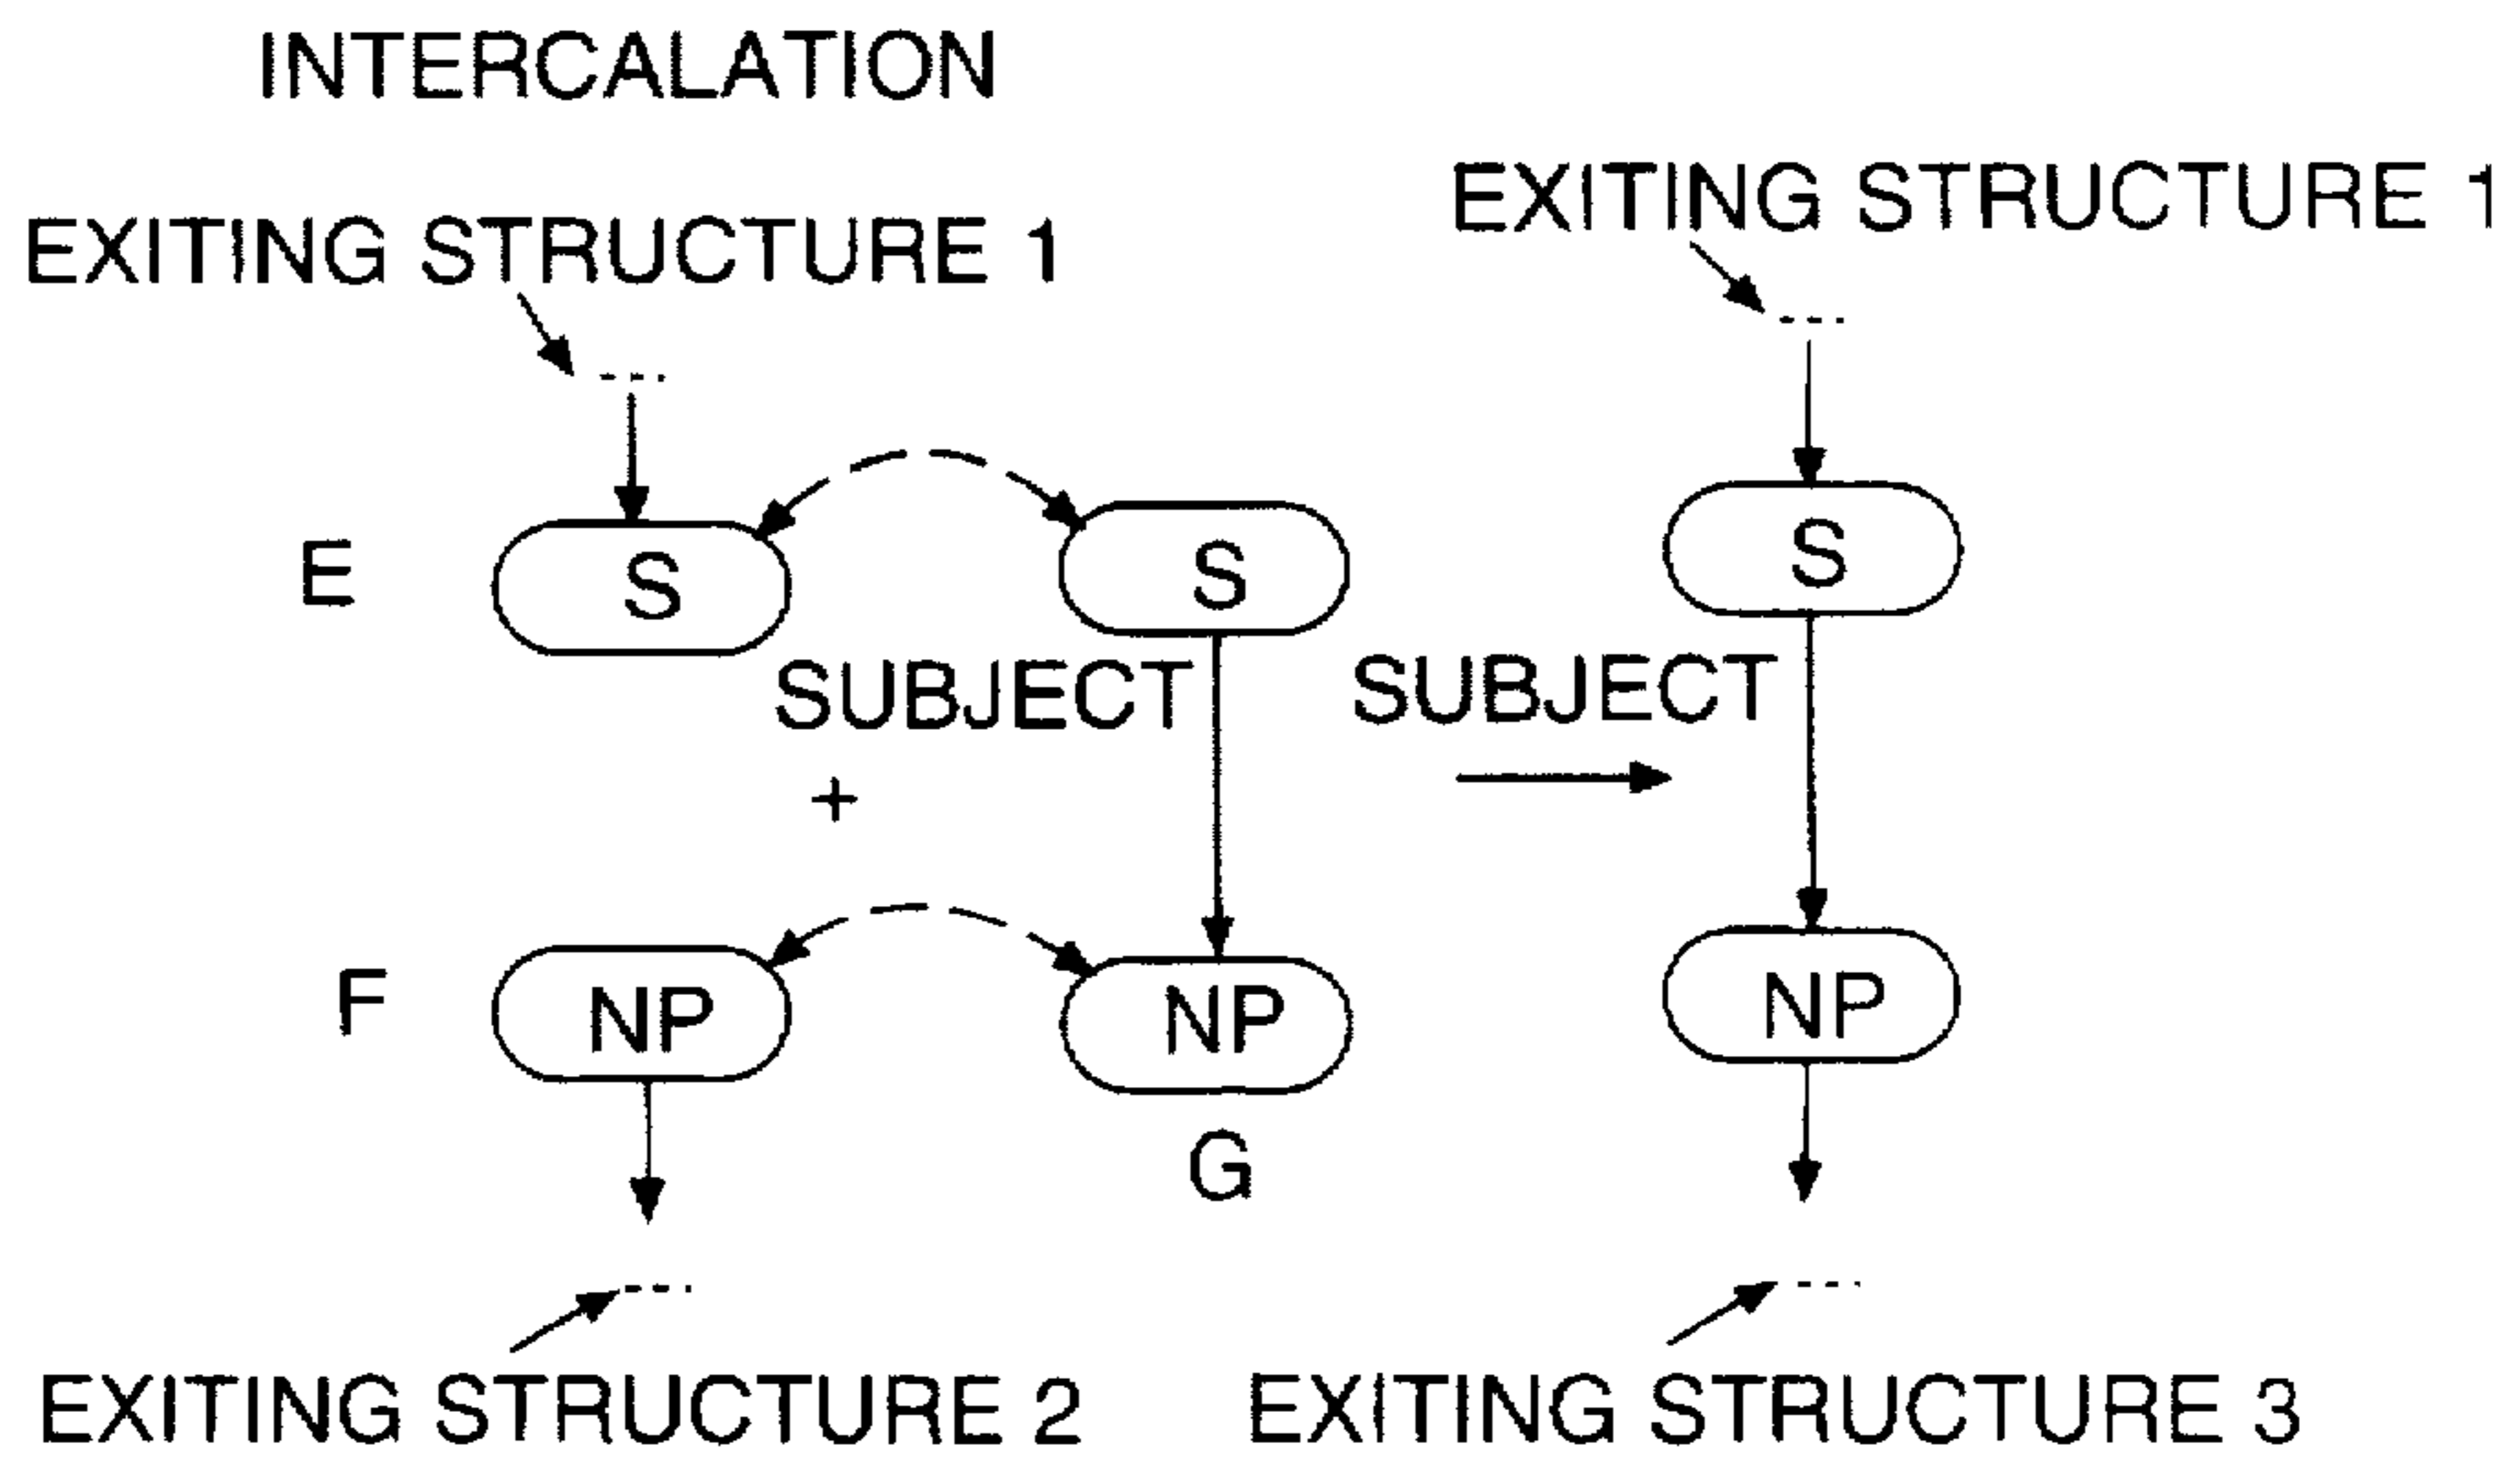 INTERCALATION
EXITING STRUCTURE 1
EXITING STRUCTURE 1
E
S
S
S
SUBJECT
SUBJECT
+
F
NP
NP
NP
G
EXITING STRUCTURE 2
EXITING STRUCTURE 3